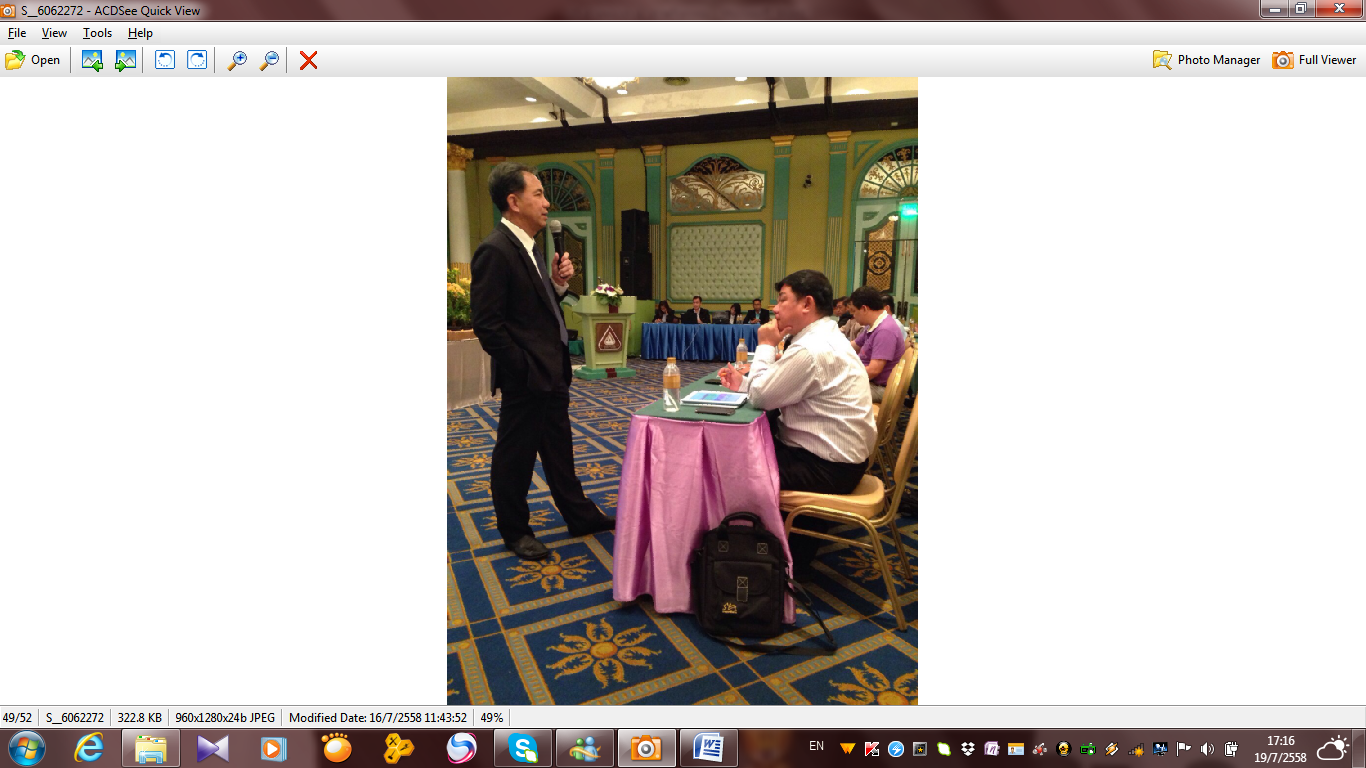 S__6062272 - ACDSee Quick View
File View Tools Help
Open Photo Manager Full Viewer
49/52 S__6062272 322.8 KB 960x1280x24b JPEG Modified Date: 16/7/2558 11:43:52 49%
EN 17:16
19/7/2558